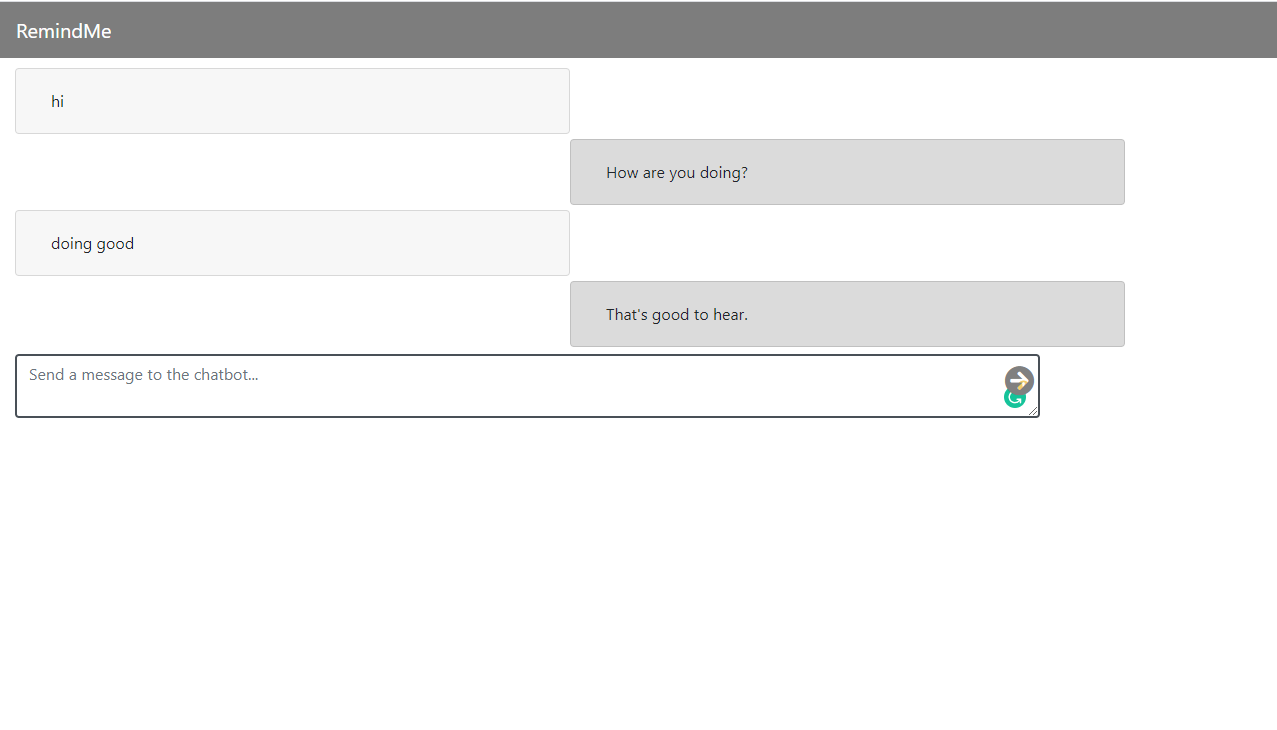 RemindMe
hi
How are you doing?
doing good
That's good to hear.
Send a message to the chatbot...